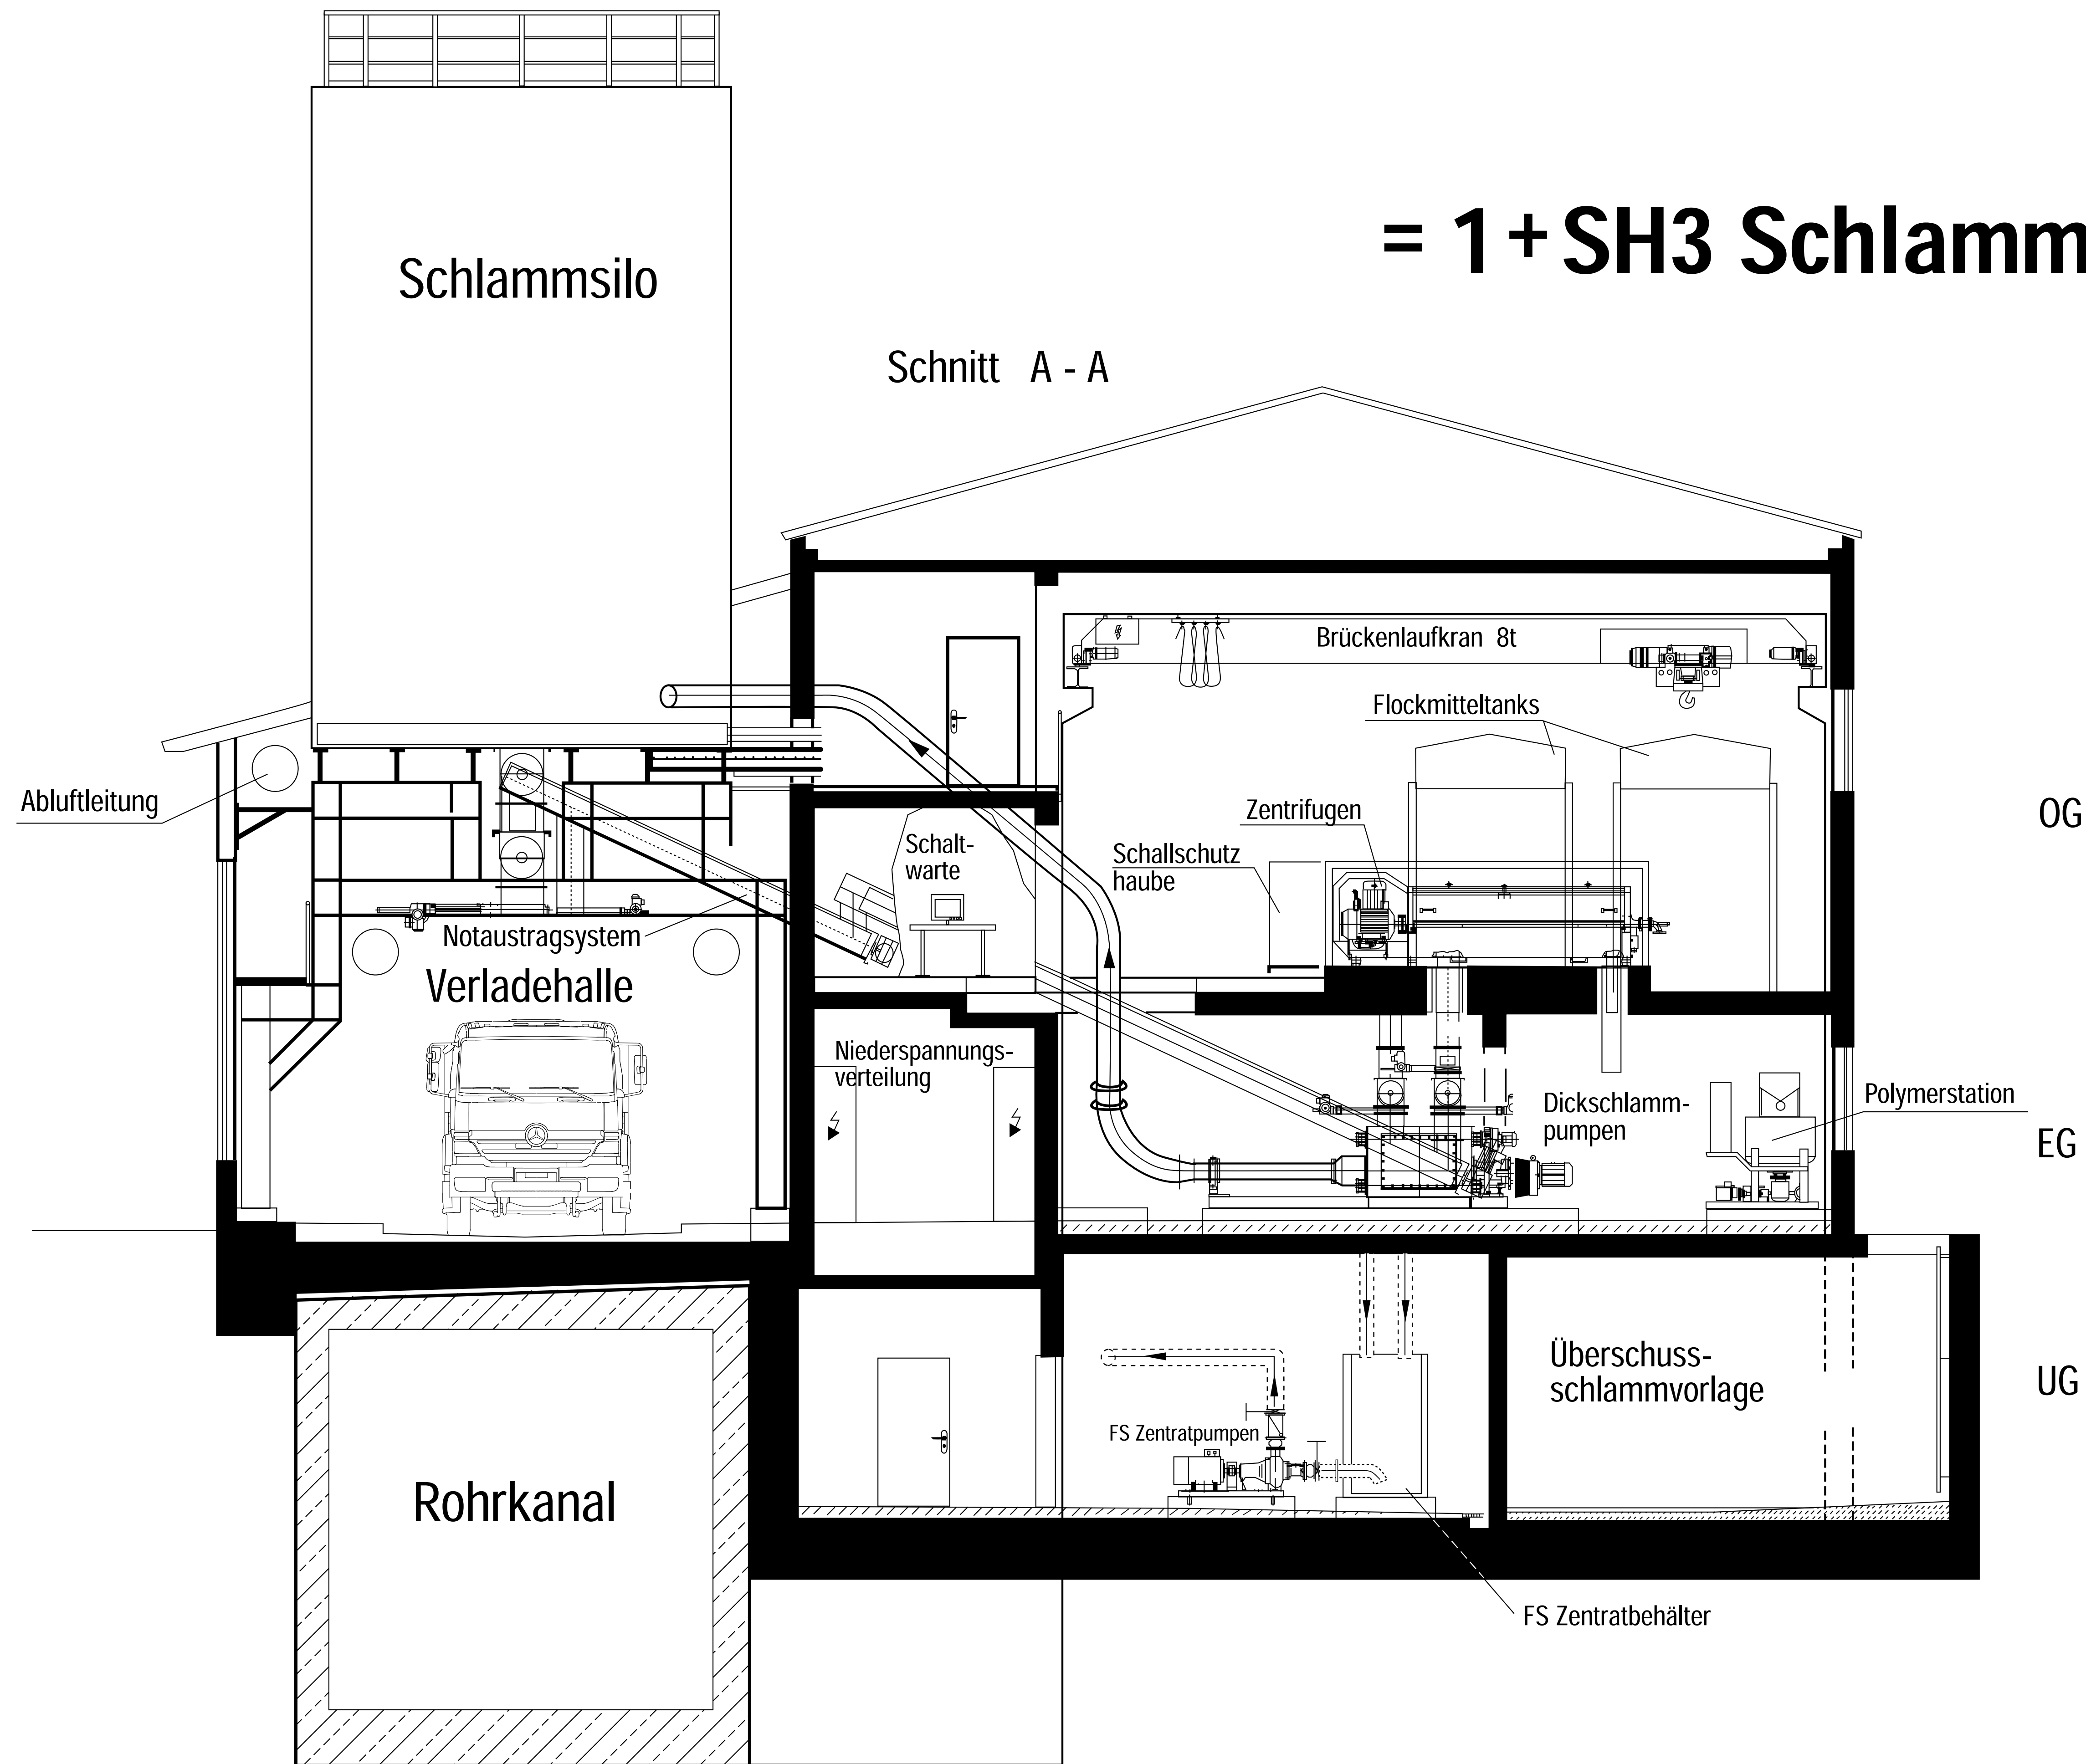 = 1 + SH3 Schlamm
Schlammsilo
Schnitt A - A
Brückenlaufkran 8t
Flockmitteltanks
Abluftleitung
Zentrifugen
OG
Schalt-
warte
Schallschutz
haube
Notaustragsystem
Verladehalle
Niederspannungs-
verteilung
Dickschlamm-
pumpen
Polymerstation
EG
Überschuss-
schlammvorlage
UG
FS Zentratpumpen
Rohrkanal
FS Zentratbehälter